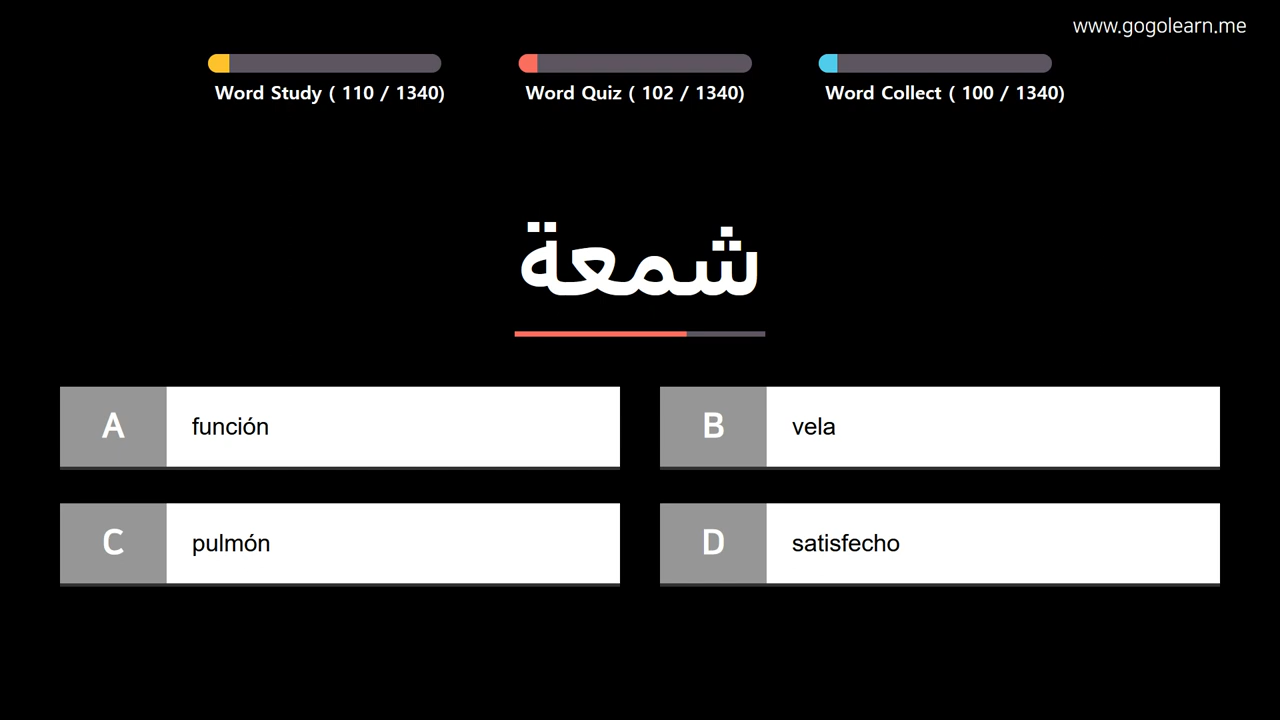 www.gogolearn.me
Word Study ( 110 / 1340)
Word Quiz ( 102 / 1340)
Word Collect ( 100 / 1340)
شمعة
A función
B vela
C pulmón
D satisfecho